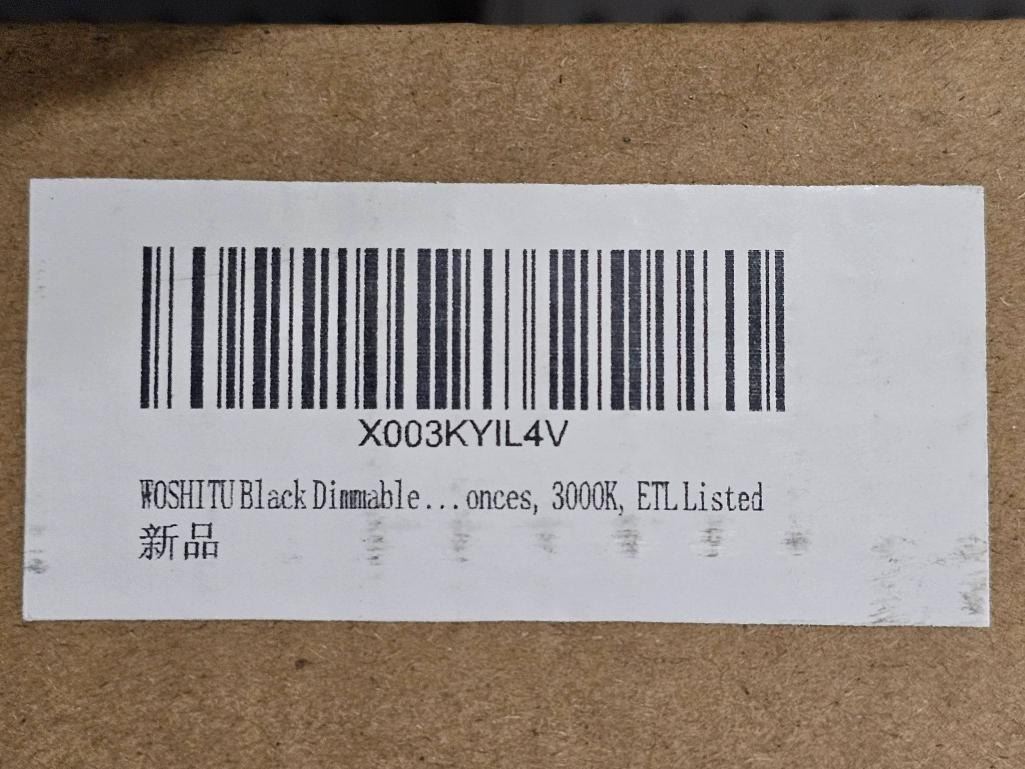 X003KYIL4V
WOSHITU Black Dimmable...onces, 3000K, ETL Listed
新品